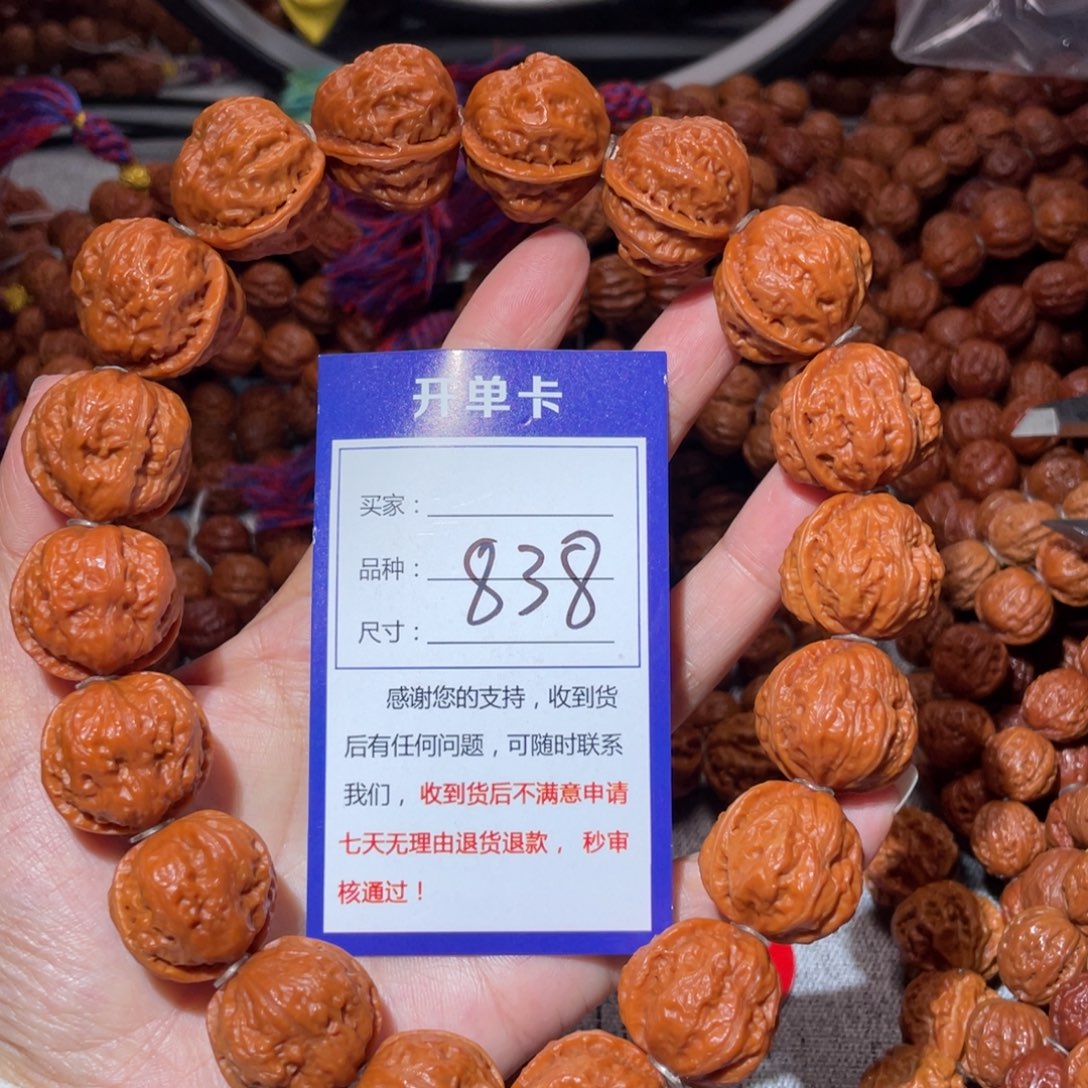 开单卡
买家：
品种：838
尺寸：
感谢您的支持，收到货
后有任何问题，可随时联系
我们，收到货后不满意申请
七天无理由退货退款，秒审
核通过！